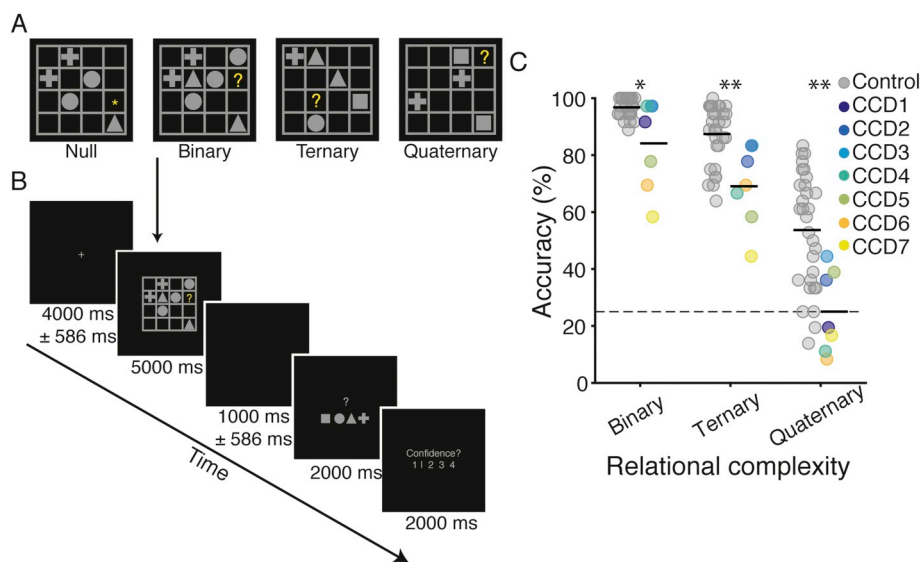 A
*
Null
?
Binary
?
Ternary
?
Quaternary
B
+
4000 ms
± 586 ms
?
5000 ms
1000 ms
± 586 ms
?
2000 ms
Confidence?
1 | 2 3 4
2000 ms
Time
C
Accuracy (%)
100
80
60
40
20
0
* ** **
Binary
Ternary
Quaternary
Relational complexity
Control
CCD1
CCD2
CCD3
CCD4
CCD5
CCD6
CCD7